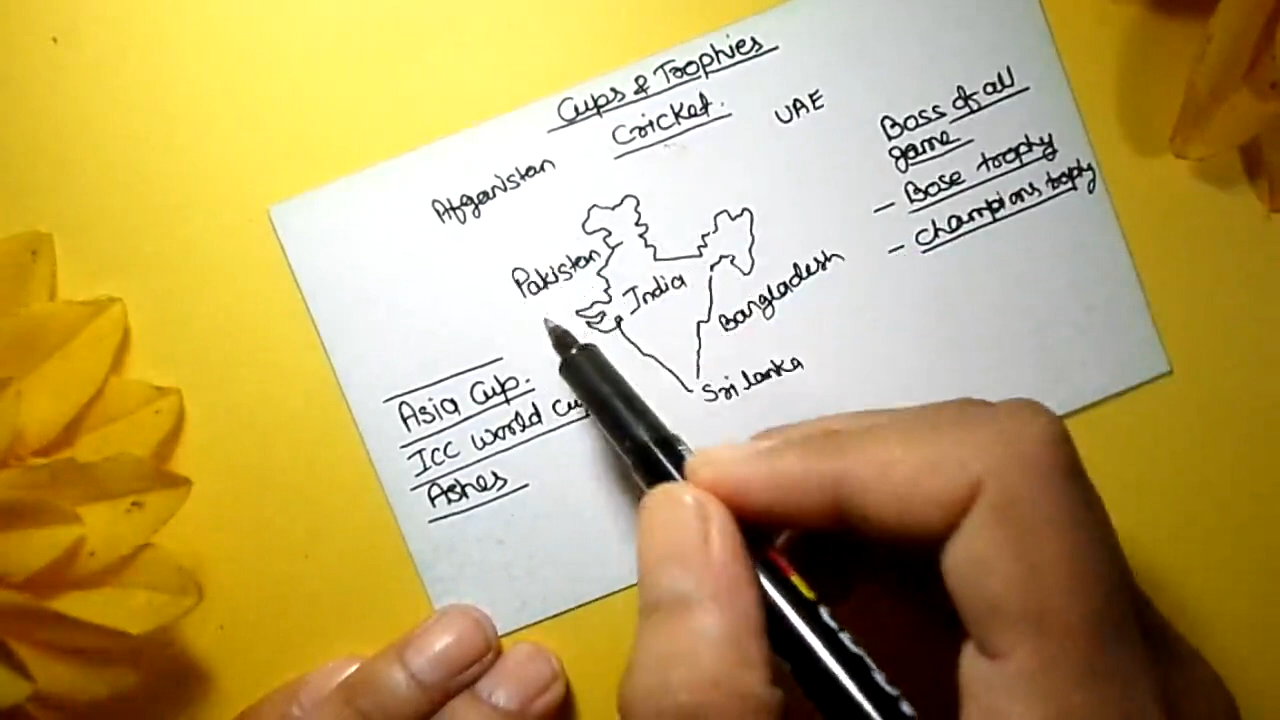 Cups & Trophies
Cricket.
UAE
Afganistan
Pakistan
India
Bangladesh
Sri lanka
Boss of all
game
- Bose trophy
- Champions trophy
Asia Cup.
ICC World
Ashes